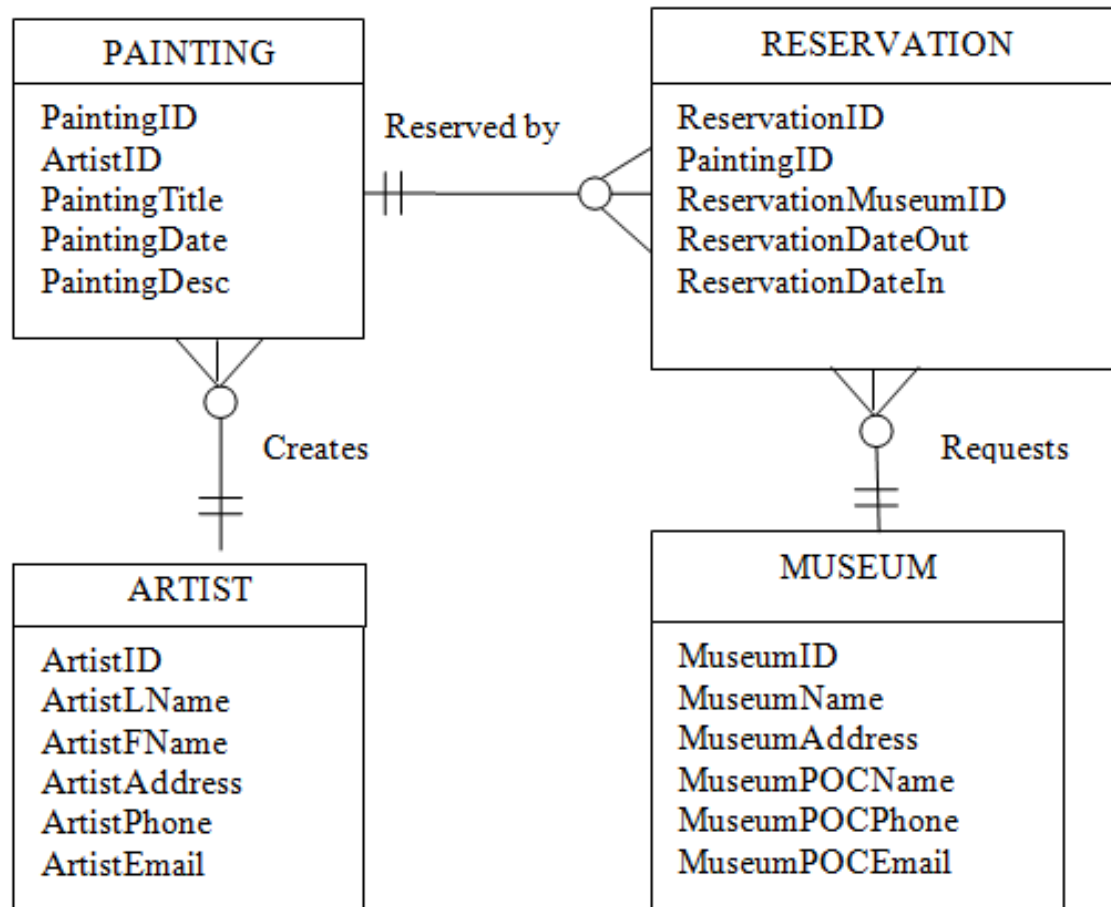 PAINTING
PaintingID
ArtistID
PaintingTitle
PaintingDate
PaintingDesc
Reserved by
RESERVATION
ReservationID
PaintingID
ReservationMuseumID
ReservationDateOut
ReservationDateIn
Creates
Requests
ARTIST
ArtistID
ArtistLName
ArtistFName
ArtistAddress
ArtistPhone
ArtistEmail
MUSEUM
MuseumID
MuseumName
MuseumAddress
MuseumPOCName
MuseumPOCPhone
MuseumPOCEmail